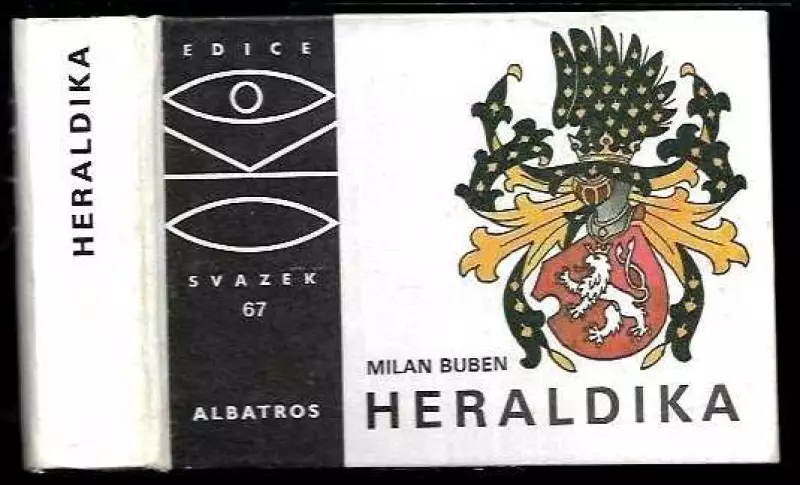 HERALDIKA
EDICE
SVAZEK
67
ALBATROS
MILAN BUBEN
HERALDIKA